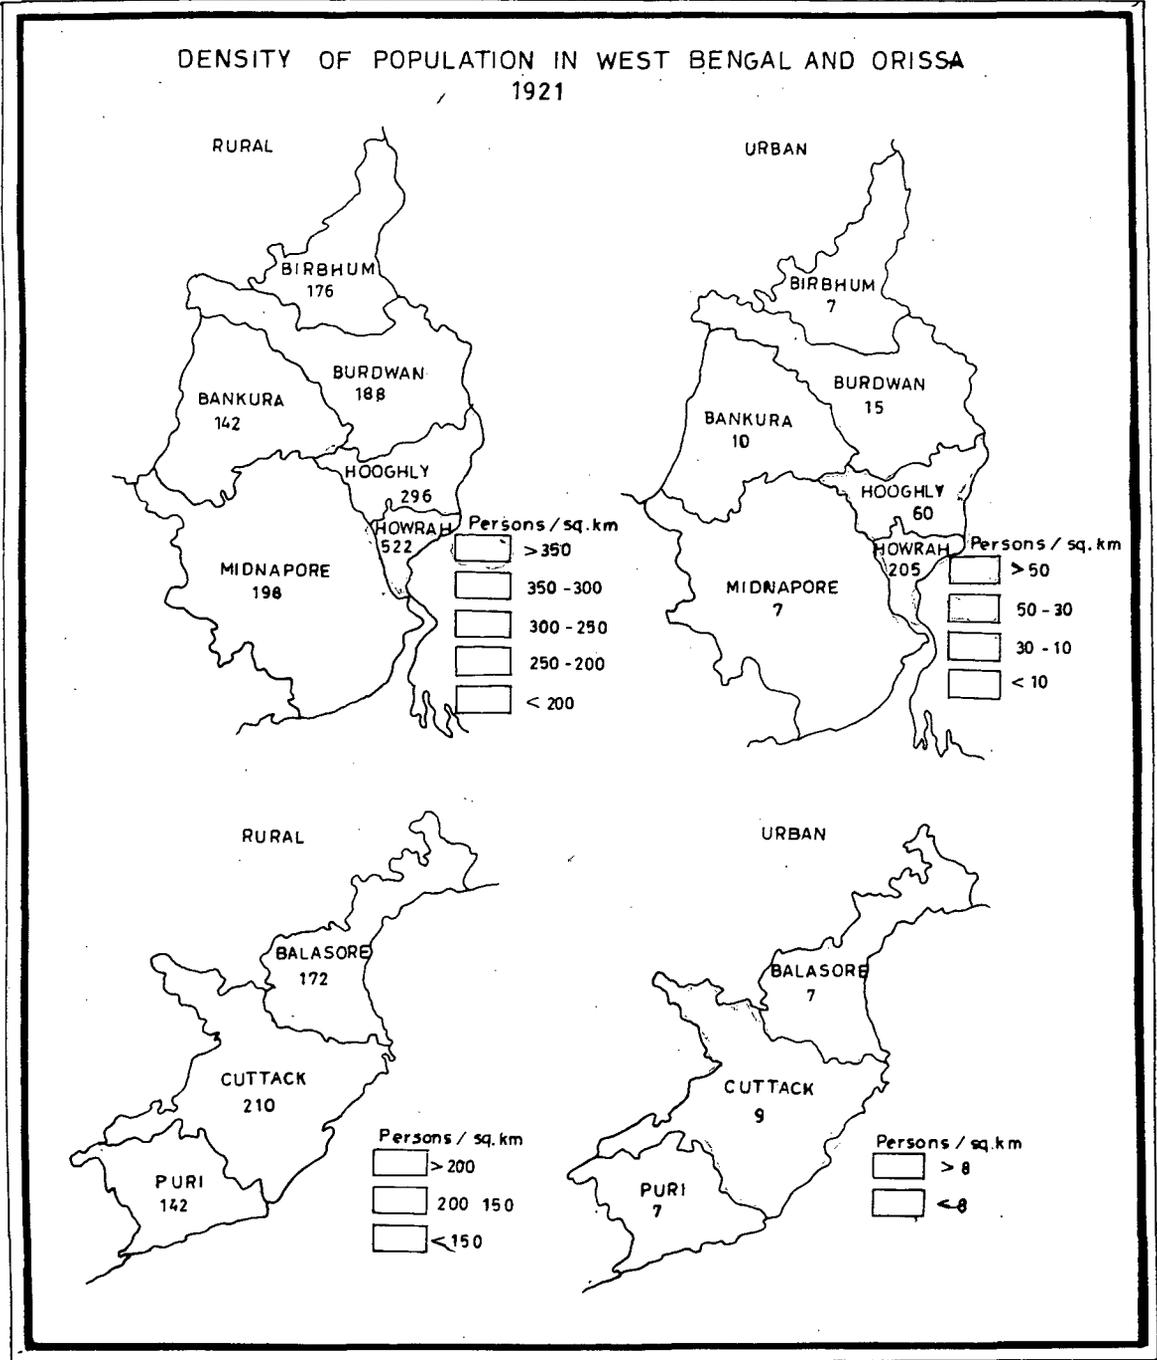 DENSITY OF POPULATION IN WEST BENGAL AND ORISSA
1921
RURAL
BIRBHUM
176
BURDWAN
188
BANKURA
142
HOOGHLY
296
HOWRAH
522
MIDNAPORE
198
Persons / sq.km
>350
350-300
300-250
250-200
< 200
URBAN
BIRBHUM
7
BURDWAN
15
BANKURA
10
HOOGHLY
60
HOWRAH
205
MIDNAPORE
7
Persons / sq.km
>50
50-30
30-10
< 10
RURAL
BALASORE
172
CUTTACK
210
PURI
142
Persons / sq.km
>200
200 150
<150
URBAN
BALASORE
7
CUTTACK
9
PURI
7
Persons / sq.km
> 8
<8